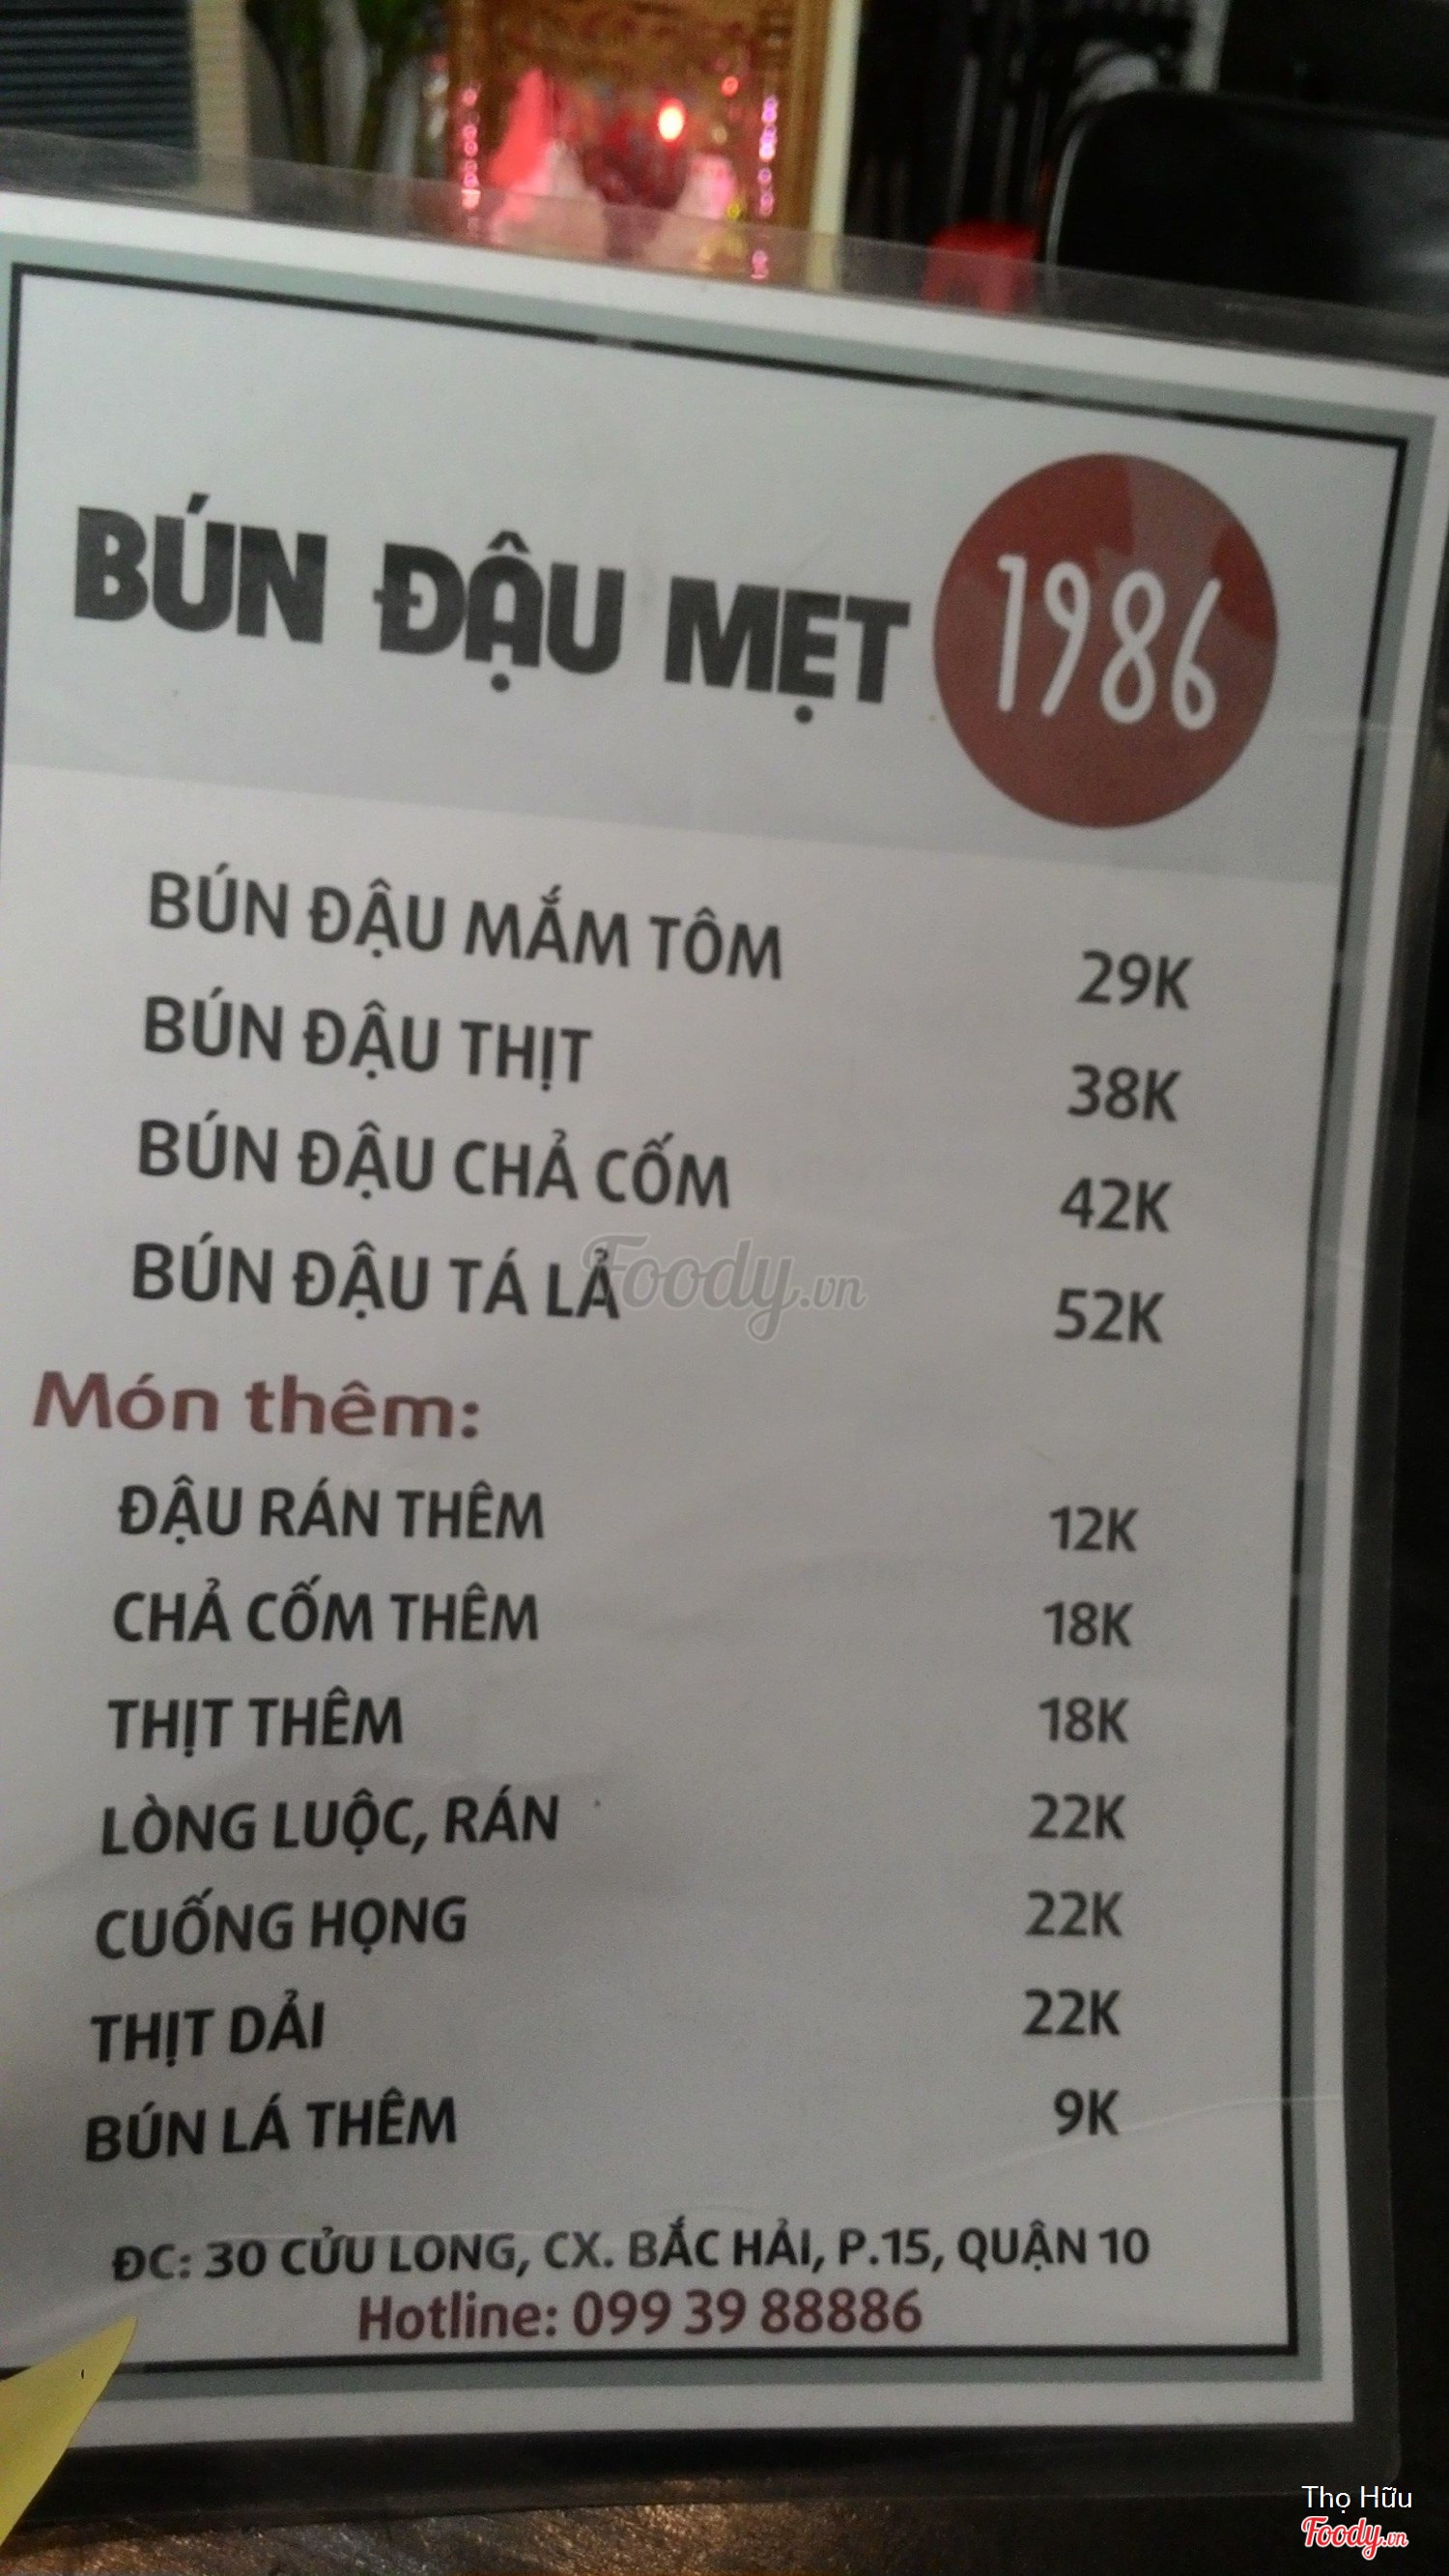 BÚN ĐẬU MẸT 1986
BÚN ĐẬU MẮM TÔM 29K
BÚN ĐẬU THỊT 38K
BÚN ĐẬU CHẢ CỐM 42K
BÚN ĐẬU TÁ LẢ 52K
Foody.vn
Món thêm:
ĐẬU RÁN THÊM 12K
CHẢ CỐM THÊM 18K
THỊT THÊM 18K
LÒNG LUỘC, RÁN 22K
CUỐNG HỌNG 22K
THỊT DẢI 22K
BÚN LÁ THÊM 9K
ĐC: 30 CỬU LONG, CX. BẮC HẢI, P.15, QUẬN 10
Hotline: 099 39 88886
Thọ Hữu
Foody.vn